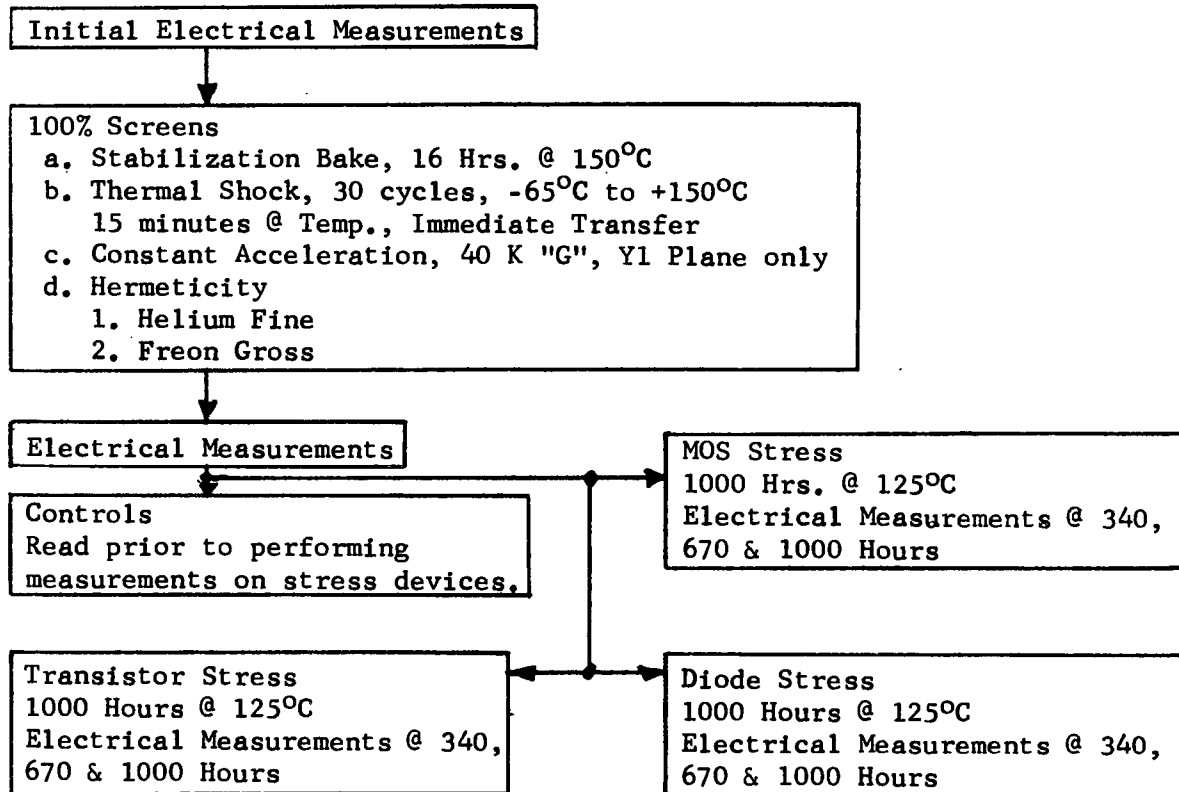 Initial Electrical Measurements
100% Screens
a. Stabilization Bake, 16 Hrs. @ 150°C
b. Thermal Shock, 30 cycles, -65°C to +150°C
15 minutes @ Temp., Immediate Transfer
c. Constant Acceleration, 40 K "G", Y1 Plane only
d. Hermeticity
1. Helium Fine
2. Freon Gross
Electrical Measurements
Controls
Read prior to performing
measurements on stress devices.
MOS Stress
1000 Hrs. @ 125°C
Electrical Measurements @ 340,
670 & 1000 Hours
Transistor Stress
1000 Hours @ 125°C
Electrical Measurements @ 340,
670 & 1000 Hours
Diode Stress
1000 Hours @ 125°C
Electrical Measurements @ 340,
670 & 1000 Hours